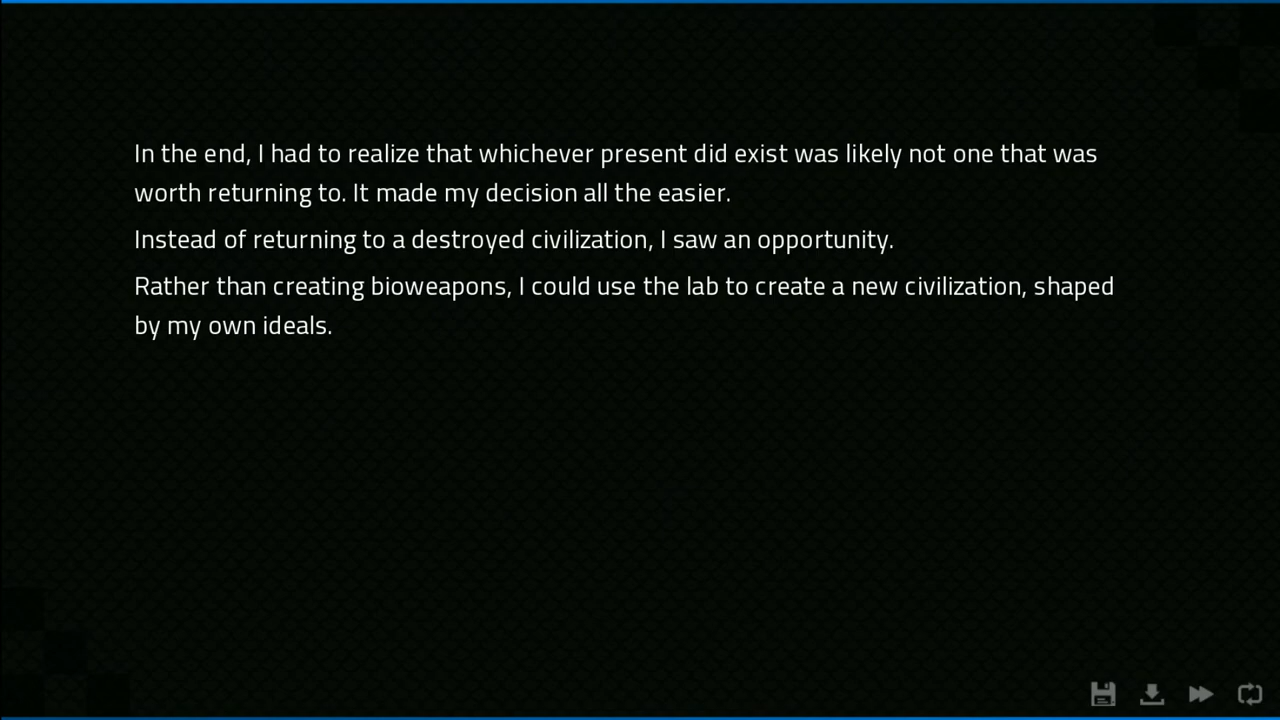 In the end, I had to realize that whichever present did exist was likely not one that was
worth returning to. It made my decision all the easier.
Instead of returning to a destroyed civilization, I saw an opportunity.
Rather than creating bioweapons, I could use the lab to create a new civilization, shaped
by my own ideals.